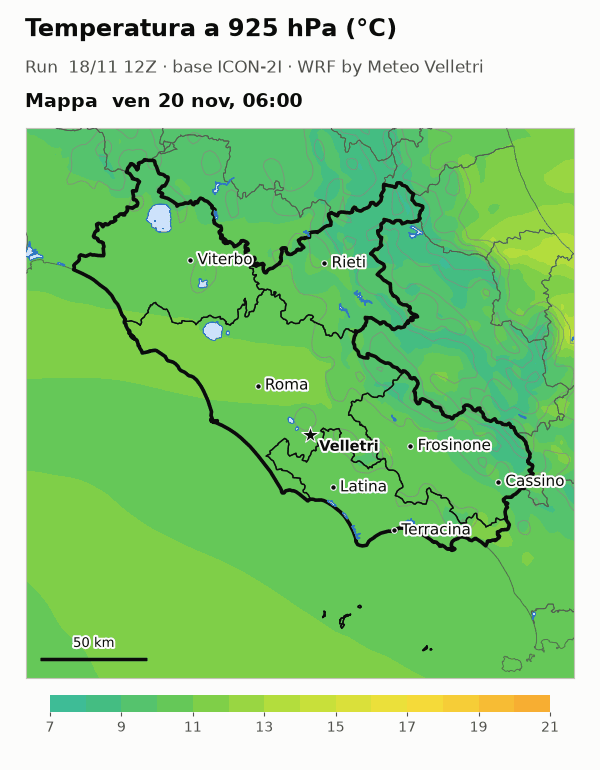 Temperatura a 925 hPa (°C)
Run  18/11 12Z · base ICON-2I · WRF by Meteo Velletri
Mappa  ven 20 nov, 06:00
Viterbo
Rieti
Roma
Velletri
Frosinone
Cassino
Latina
Terracina
50 km
7 9 11 13 15 17 19 21